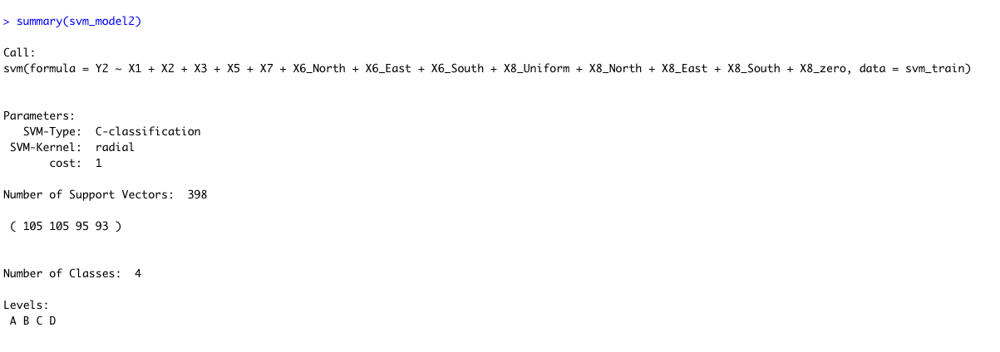 > summary(svm_model2)
Call:
svm(formula = Y2 ~ X1 + X2 + X3 + X5 + X7 + X6_North + X6_East + X6_South + X8_Uniform + X8_North + X8_East + X8_South + X8_zero, data = svm_train)
Parameters:
SVM-Type: C-classification
SVM-Kernel: radial
cost: 1
Number of Support Vectors: 398
( 105 105 95 93 )
Number of Classes: 4
Levels:
A B C D